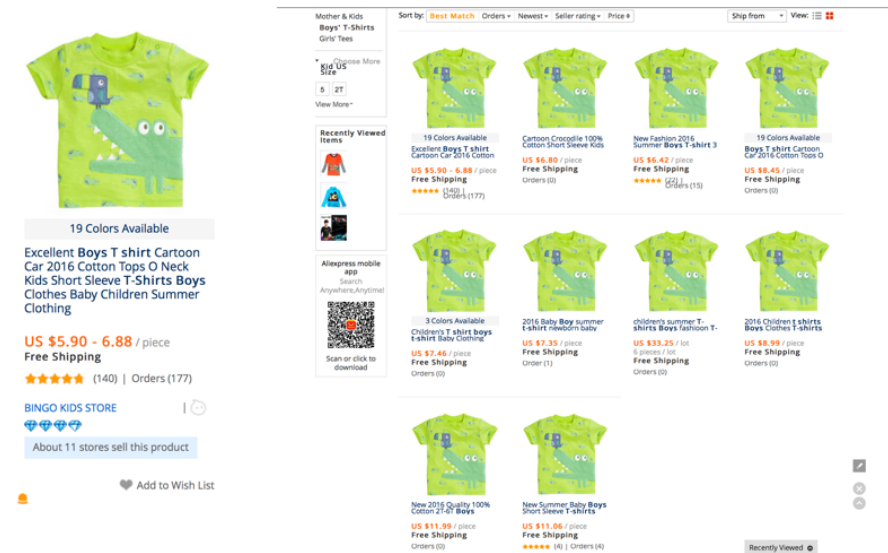 19 Colors Available
Excellent Boys T shirt Cartoon
Car 2016 Cotton Tops O Neck
Kids Short Sleeve T-Shirts Boys
Clothes Baby Children Summer
Clothing
US $5.90 - 6.88 / piece
Free Shipping
(140) | Orders (177)
BINGO KIDS STORE
About 11 stores sell this product
Add to Wish List
Mother & Kids
Boys' T-Shirts
Girls' Tees
Choose More
Kid US
Size
5 2T
View More
Recently Viewed
Items
Aliexpress mobile
app
Search
Anywhere,Anytime!
Scan or click to
download
Sort by: Best Match Orders Newest Seller rating Price Ship from View:
19 Colors Available
Excellent Boys T shirt
Cartoon Car 2016 Cotton
US $5.90 - 6.88 / piece
Free Shipping
(140) |
Orders (177)
Cartoon Crocodile 100%
Cotton Short Sleeve Kids
US $6.80 / piece
Free Shipping
Orders (0)
New Fashion 2016
Summer Boys T-shirt 3
US $6.42 / piece
Free Shipping
(22) |
Orders (15)
19 Colors Available
Boys T shirt Cartoon
Car 2016 Cotton Tops O
US $8.45 / piece
Free Shipping
Orders (0)
3 Colors Available
Children's T shirt boys
t-shirt Baby Clothing
US $7.46 / piece
Free Shipping
Orders (0)
2016 Baby Boy summer
t-shirt newborn baby
US $7.35 / piece
Free Shipping
Order (1)
children's summer T-
shirts Boys fashion T-
US $33.25 / lot
6 pieces / lot
Free Shipping
Orders (0)
2016 Children t shirts
Boys Clothes T-shirts
US $8.99 / piece
Free Shipping
Orders (0)
New 2016 Quality 100%
Cotton 2T-6T Boys
US $11.99 / piece
Free Shipping
Orders (0)
New Summer Baby Boys
Short Sleeve T-shirts
US $11.06 / piece
Free Shipping
(4) | Orders (4)
Recently Viewed